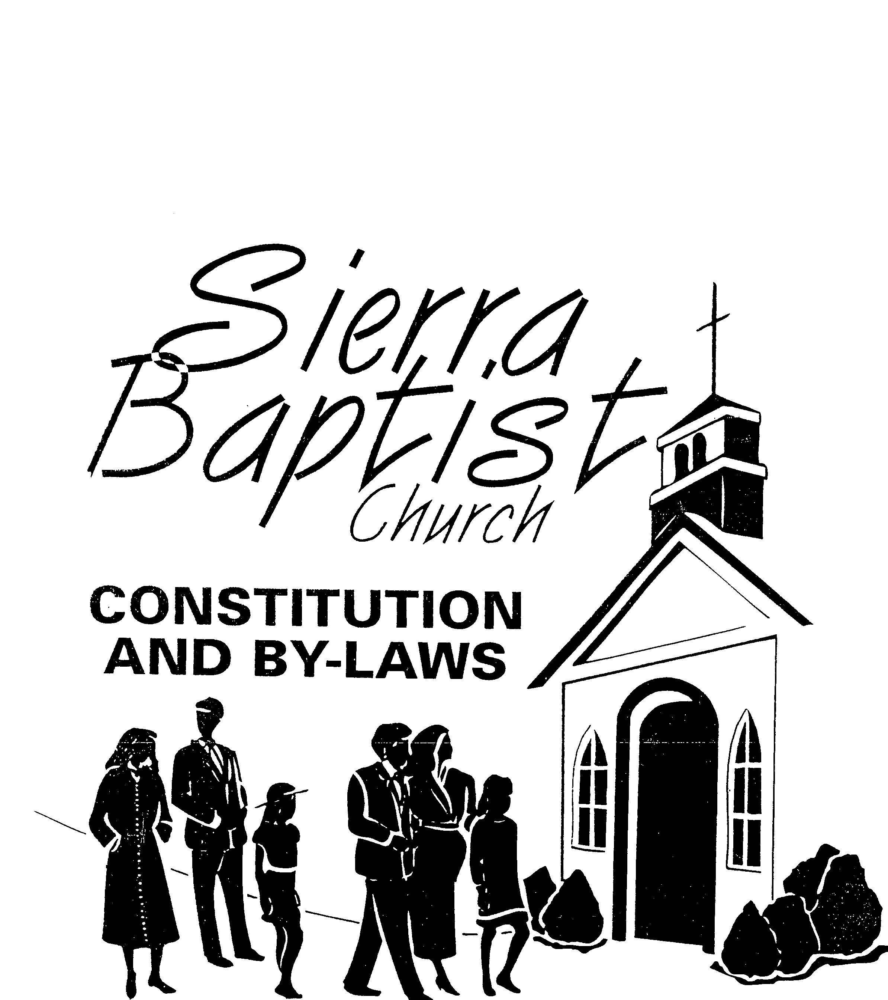 Sierra
Baptist
Church
CONSTITUTION
AND BY-LAWS